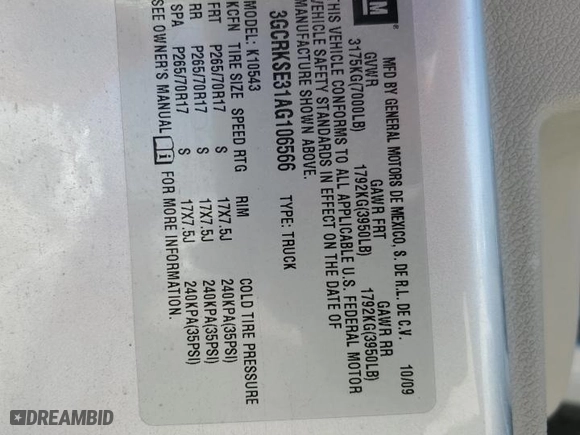 GM ®
MFD BY GENERAL MOTORS DE MEXICO, S. DE R.L. DE C.V. 10/09
GVWR GAWR FRT GAWR RR
3175KG(7000LB) 1792KG(3950LB) 1792KG(3950LB)
THIS VEHICLE CONFORMS TO ALL APPLICABLE U.S. FEDERAL MOTOR
VEHICLE SAFETY STANDARDS IN EFFECT ON THE DATE OF
MANUFACTURE SHOWN ABOVE.
3GCRKSE31AG106566 TYPE: TRUCK
MODEL: K10543
KCFN TIRE SIZE SPEED RTG RIM COLD TIRE PRESSURE
FRT P265/70R17 S 17X7.5J 240KPA(35PSI)
RR P265/70R17 S 17X7.5J 240KPA(35PSI)
SPA P265/70R17 S 17X7.5J 240KPA(35PSI)
SEE OWNER'S MANUAL FOR MORE INFORMATION.
DREAMBID